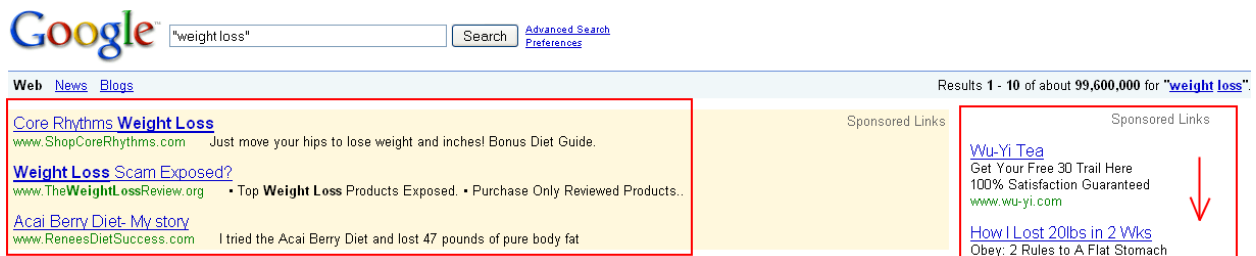 Google™ "weight loss" Search Advanced Search
Preferences
Web News Blogs Results 1 - 10 of about 99,600,000 for "weight loss".
Core Rhythms Weight Loss
www.ShopCoreRhythms.com Just move your hips to lose weight and inches! Bonus Diet Guide.
Weight Loss Scam Exposed?
www.TheWeightLossReview.org • Top Weight Loss Products Exposed. • Purchase Only Reviewed Products..
Acai Berry Diet- My story
www.ReneesDietSuccess.com I tried the Acai Berry Diet and lost 47 pounds of pure body fat
Sponsored Links
Sponsored Links
Wu-Yi Tea
Get Your Free 30 Trail Here
100% Satisfaction Guaranteed
www.wu-yi.com
How I Lost 20lbs in 2 Wks
Obey: 2 Rules to A Flat Stomach